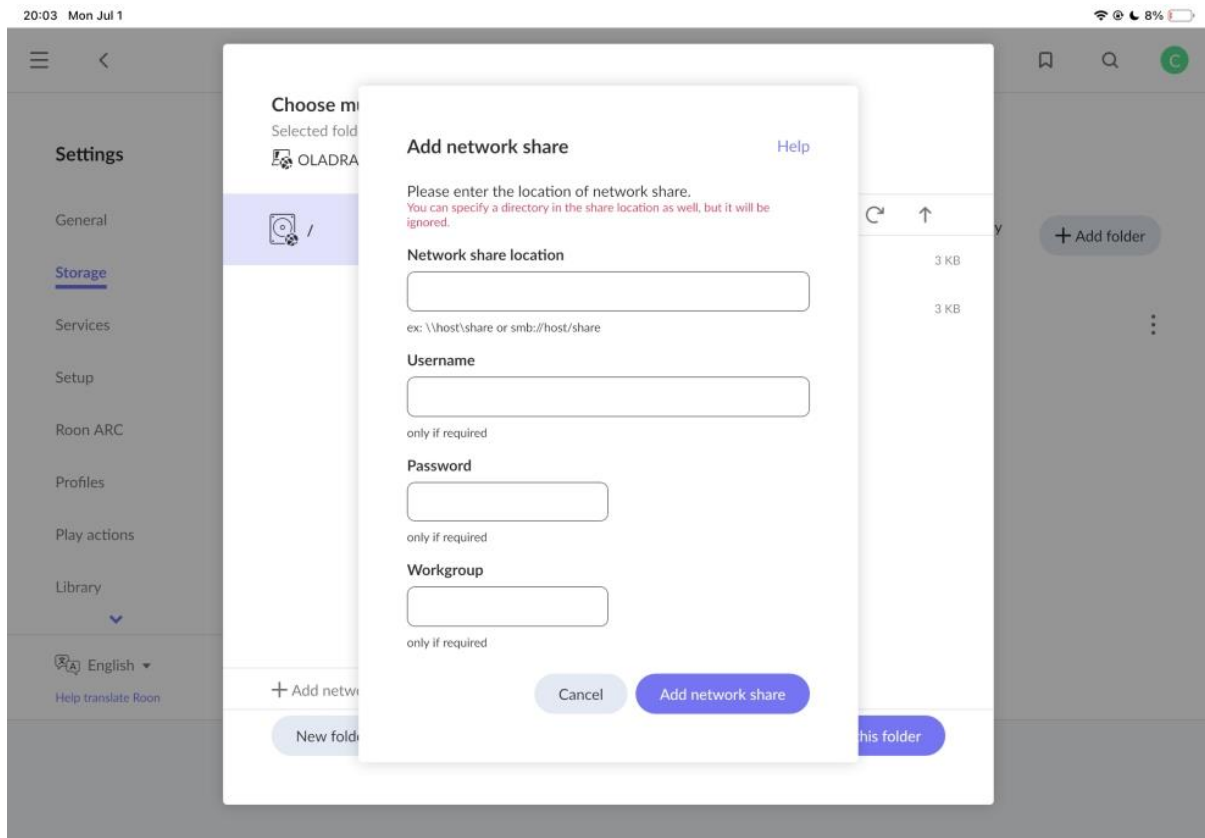 20:03 Mon Jul 1
8%
C
Settings
General
Storage
Services
Setup
Roon ARC
Profiles
Play actions
Library
English
Help translate Roon
Choose mu
Selected fold
OLADRA
/
y
+ Add folder
3 KB
3 KB
+ Add netwo
New folde
his folder
Add network share
Help
Please enter the location of network share.
You can specify a directory in the share location as well, but it will be
ignored.
Network share location
ex: \\host\share or smb://host/share
Username
only if required
Password
only if required
Workgroup
only if required
Cancel
Add network share